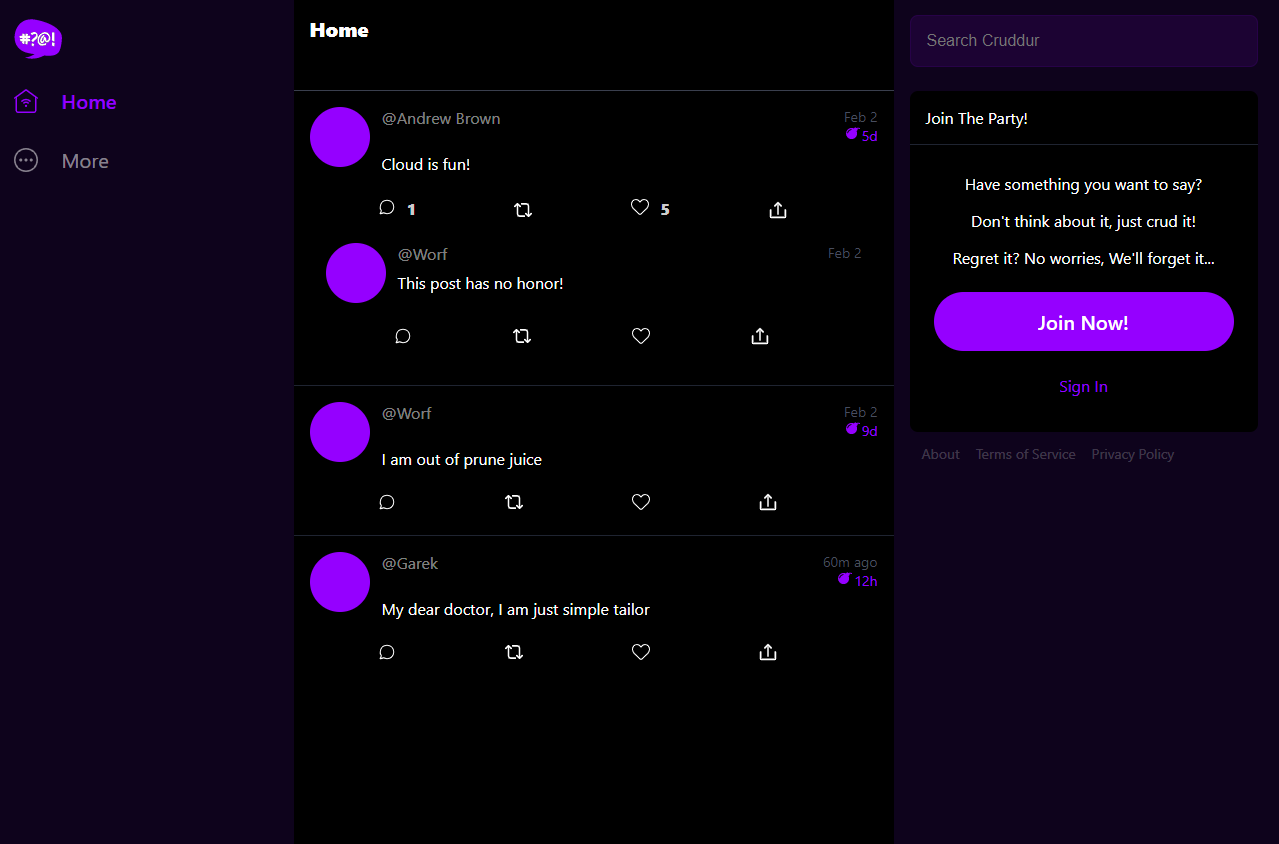 #?@!
Home
More
Home
@Andrew Brown
Feb 2
5d
Cloud is fun!
1
5
@Worf
Feb 2
This post has no honor!
@Worf
Feb 2
9d
I am out of prune juice
@Garek
60m ago
12h
My dear doctor, I am just simple tailor
Search Cruddur
Join The Party!
Have something you want to say?
Don't think about it, just crud it!
Regret it? No worries, We'll forget it...
Join Now!
Sign In
About Terms of Service Privacy Policy